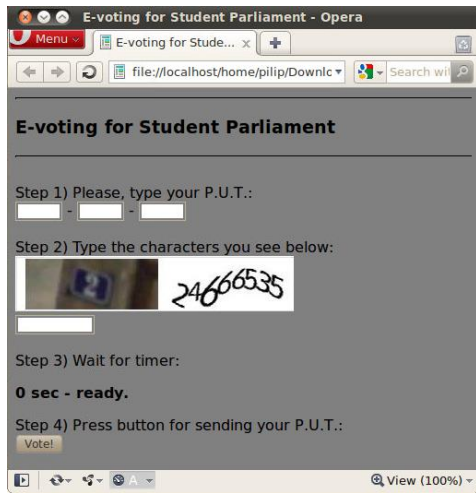 E-voting for Student Parliament - Opera
Menu
E-voting for Stude... x
file://localhost/home/pilip/Downlc
Search wif
E-voting for Student Parliament
Step 1) Please, type your P.U.T.:
- -
Step 2) Type the characters you see below:
2 24666535
Step 3) Wait for timer:
0 sec - ready.
Step 4) Press button for sending your P.U.T.:
Vote!
View (100%)